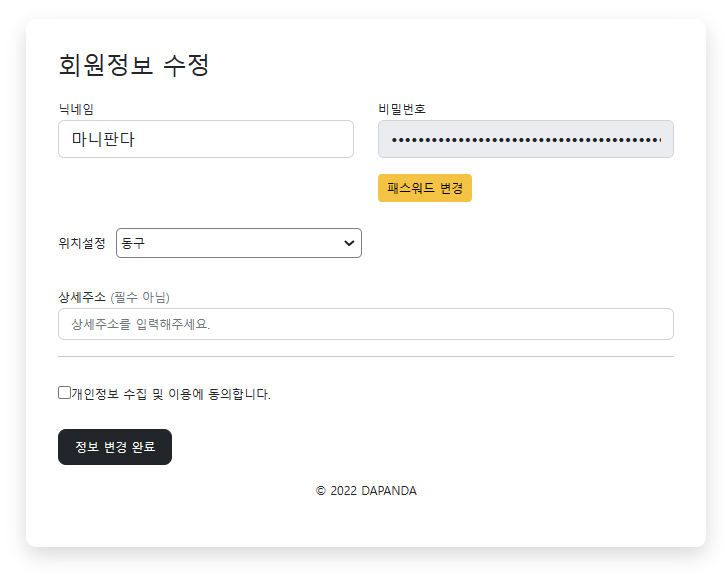 회원정보 수정
닉네임
비밀번호
마니판다
••••••••••••••••••••••••••••••••••••••••
패스워드 변경
위치설정 동구
상세주소 (필수 아님)
상세주소를 입력해주세요.
개인정보 수집 및 이용에 동의합니다.
정보 변경 완료
© 2022 DAPANDA